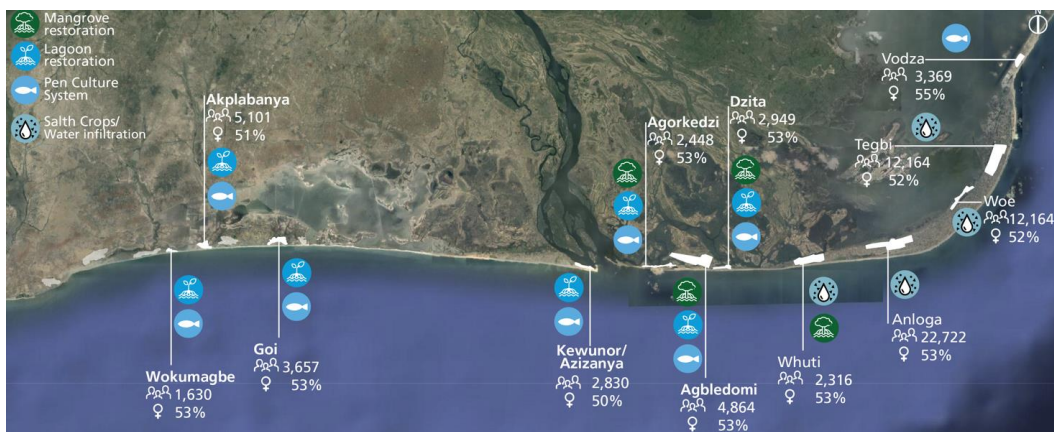 Mangrove
restoration
Lagoon
restoration
Pen Culture
System
Salth Crops/
Water infiltration
N
Akplabanya
5,101
51%
Wokumagbe
1,630
53%
Goi
3,657
53%
Kewunor/
Azizanya
2,830
50%
Agorkedzi
2,448
53%
Agbledomi
4,864
53%
Dzita
2,949
53%
Whuti
2,316
53%
Anloga
22,722
53%
Woe
12,164
52%
Tegbi
12,164
52%
Vodza
3,369
55%